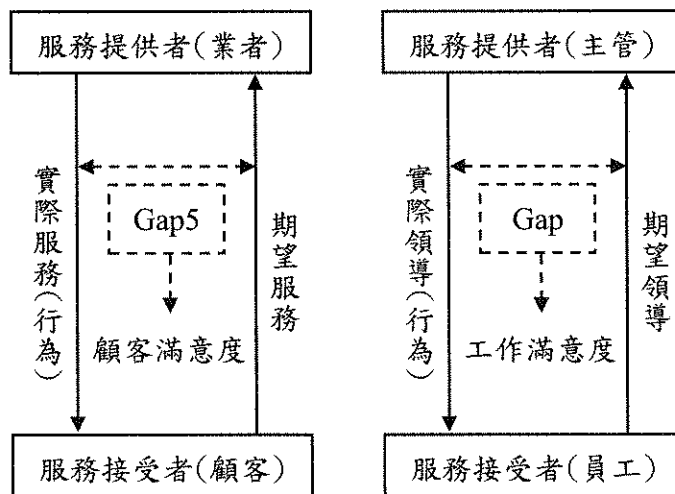 服務提供者(業者)
實際服務(行為)
Gap5
期望服務
顧客滿意度
服務接受者(顧客)
服務提供者(主管)
實際領導(行為)
Gap
期望領導
工作滿意度
服務接受者(員工)